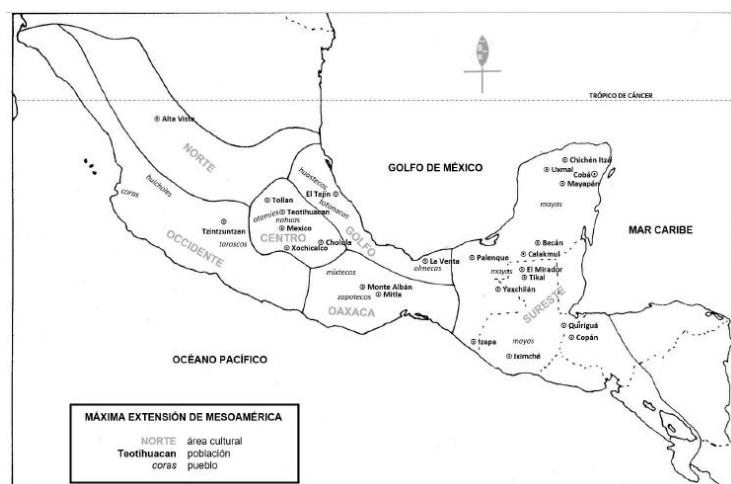 TRÓPICO DE CÁNCER
Alta Vista
NORTE
GOLFO DE MÉXICO
Chichén Itzá
Uxmal
Cobá
Mayapán
mayas
huastecos
El Tajín
totonacas
GOLFO
huicholes
coras
Tollan
otomíes
Teotihuacan
nahuas
Mexico
CENTRO
Cholula
Xochicalco
Tzintzuntzan
tarascos
OCCIDENTE
MAR CARIBE
Becán
Calakmul
La Venta
olmecas
Palenque
mayas
El Mirador
Tikal
Yaxchilán
SURESTE
mixtecos
Monte Albán
Mitla
zapotecos
OAXACA
Quiriguá
Copán
Izapa
mayas
Iximché
OCÉANO PACÍFICO
MÁXIMA EXTENSIÓN DE MESOAMÉRICA
NORTE área cultural
Teotihuacan población
coras pueblo